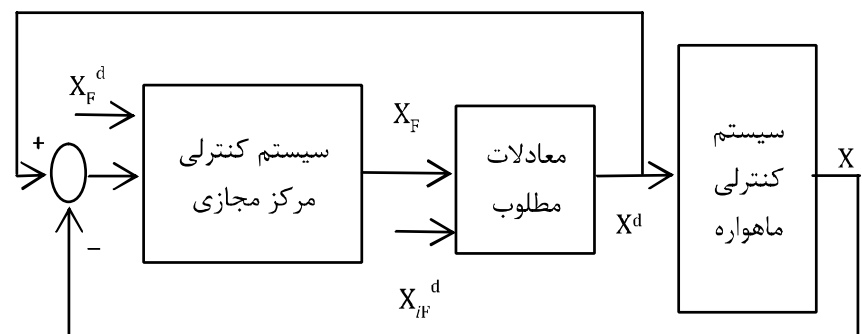 X_F^d
+
−
سیستم کنترلی
مرکز مجازی
X_F
X_iF^d
معادلات
مطلوب
X^d
سیستم
کنترلی
ماهواره
X